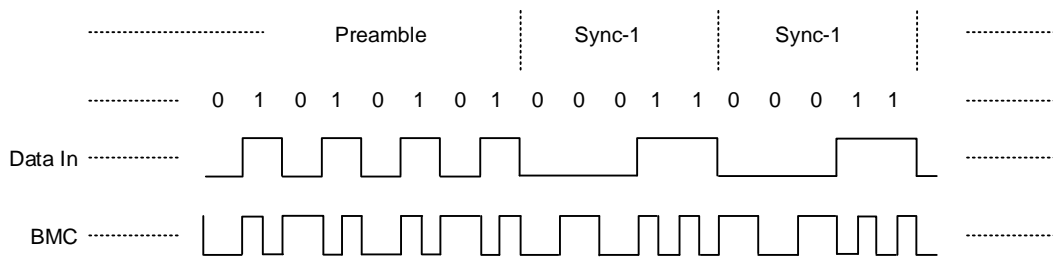 Preamble Sync-1 Sync-1
0 1 0 1 0 1 0 1 0 0 0 1 1 0 0 0 1 1
Data In
BMC